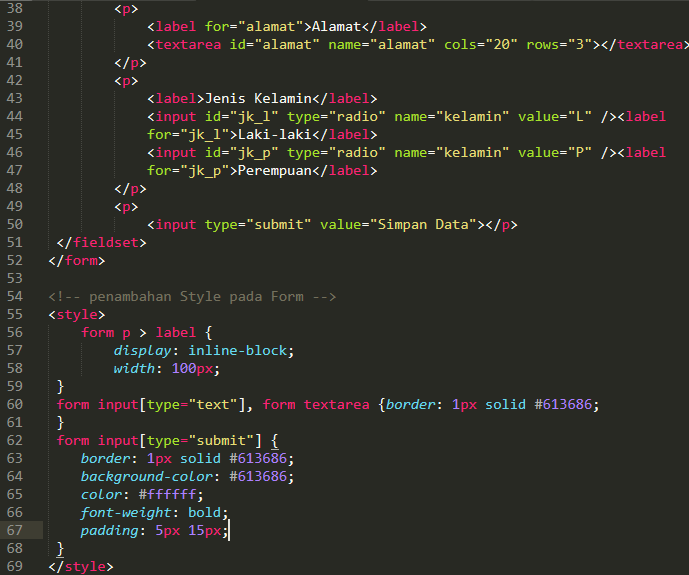 38 <p>
39 <label for="alamat">Alamat</label>
40 <textarea id="alamat" name="alamat" cols="20" rows="3"></textarea>
41 </p>
42 <p>
43 <label>Jenis Kelamin</label>
44 <input id="jk_l" type="radio" name="kelamin" value="L" /><label
45 for="jk_l">Laki-laki</label>
46 <input id="jk_p" type="radio" name="kelamin" value="P" /><label
47 for="jk_p">Perempuan</label>
48 </p>
49 <p>
50 <input type="submit" value="Simpan Data"></p>
51 </fieldset>
52 </form>
53
54 <!-- penambahan Style pada Form -->
55 <style>
56 form p > label {
57 display: inline-block;
58 width: 100px;
59 }
60 form input[type="text"], form textarea {border: 1px solid #613686;
61 }
62 form input[type="submit"] {
63 border: 1px solid #613686;
64 background-color: #613686;
65 color: #ffffff;
66 font-weight: bold;
67 padding: 5px 15px;
68 }
69 </style>